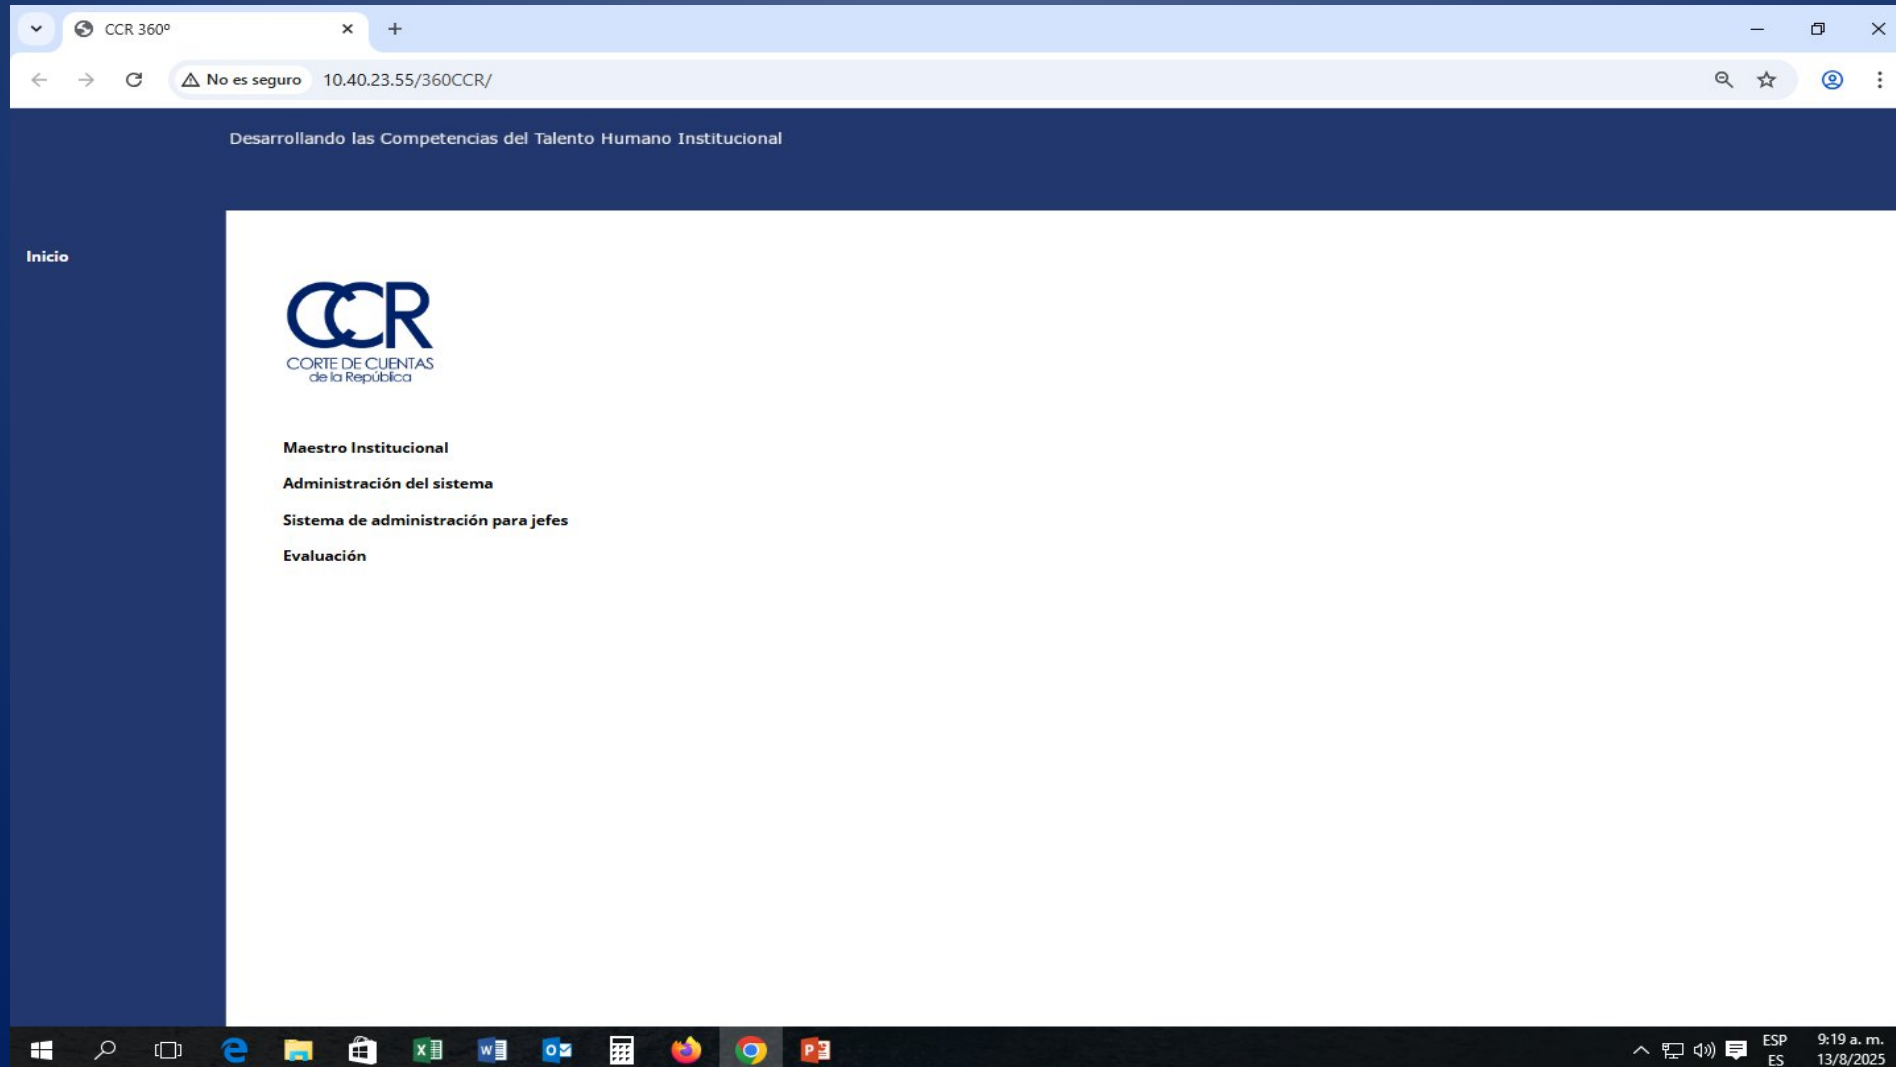 CCR 360º
No es seguro 10.40.23.55/360CCR/
Desarrollando las Competencias del Talento Humano Institucional
Inicio
CCR
CORTE DE CUENTAS
de la República
Maestro Institucional
Administración del sistema
Sistema de administración para jefes
Evaluación
ESP 9:19 a. m.
ES 13/8/2025